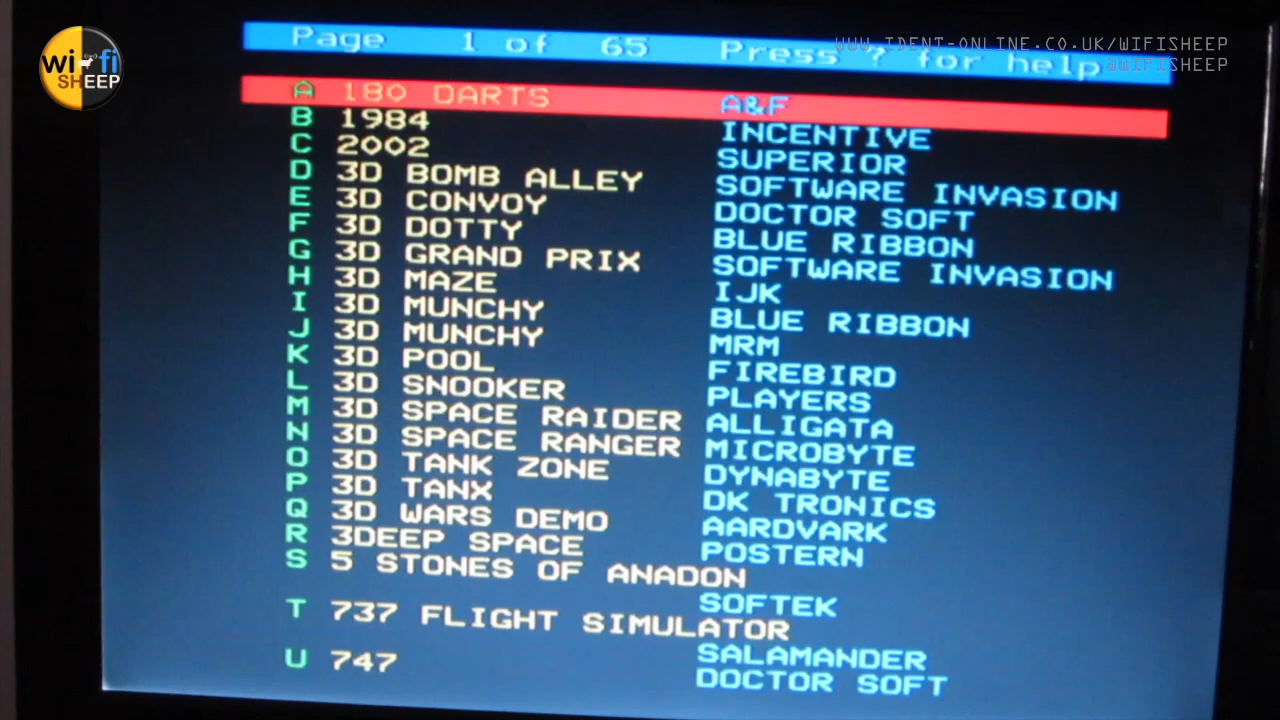 wi-fi
SHEEP
WWW.IDENT-ONLINE.CO.UK/WIFISHEEP
@WIFISHEEP
Page 1 of 65 Press ? for help
A 180 DARTS A&F
B 1984 INCENTIVE
C 2002 SUPERIOR
D 3D BOMB ALLEY SOFTWARE INVASION
E 3D CONVOY DOCTOR SOFT
F 3D DOTTY BLUE RIBBON
G 3D GRAND PRIX SOFTWARE INVASION
H 3D MAZE IJK
I 3D MUNCHY BLUE RIBBON
J 3D MUNCHY MRM
K 3D POOL FIREBIRD
L 3D SNOOKER PLAYERS
M 3D SPACE RAIDER ALLIGATA
N 3D SPACE RANGER MICROBYTE
O 3D TANK ZONE DYNABYTE
P 3D TANX DK TRONICS
Q 3D WARS DEMO AARDVARK
R 3DEEP SPACE POSTERN
S 5 STONES OF ANADON
SOFTEK
T 737 FLIGHT SIMULATOR
SALAMANDER
U 747 DOCTOR SOFT